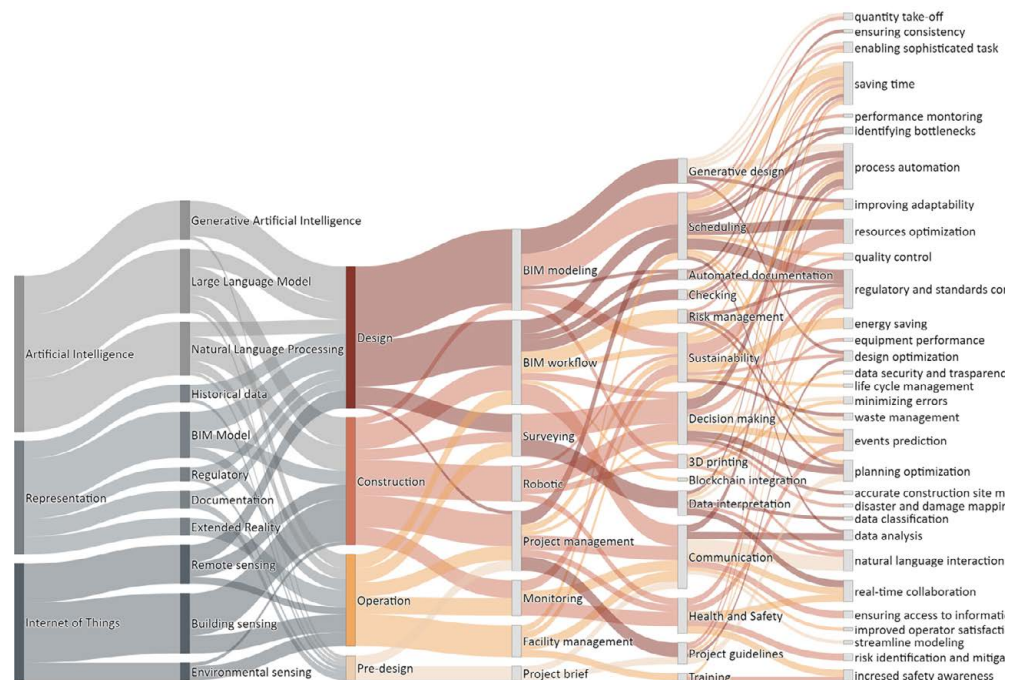 Artificial Intelligence
Representation
Internet of Things
Generative Artificial Intelligence
Large Language Model
Natural Language Processing
Historical data
BIM Model
Regulatory
Documentation
Extended Reality
Remote sensing
Building sensing
Environmental sensing
Design
Construction
Operation
Pre-design
BIM modeling
BIM workflow
Surveying
Robotic
Project management
Monitoring
Facility management
Project brief
Generative design
Scheduling
Automated documentation
Checking
Risk management
Sustainability
Decision making
3D printing
Blockchain integration
Data interpretation
Communication
Health and Safety
Project guidelines
Training
quantity take-off
ensuring consistency
enabling sophisticated task
saving time
performance montoring
identifying bottlenecks
process automation
improving adaptability
resources optimization
quality control
regulatory and standards co
energy saving
equipment performance
design optimization
data security and trasparenc
life cycle management
minimizing errors
waste management
events prediction
planning optimization
accurate construction site m
disaster and damage mappin
data classification
data analysis
natural language interaction
real-time collaboration
ensuring access to informati
improved operator satisfacti
streamline modeling
risk identification and mitiga
incresed safety awareness